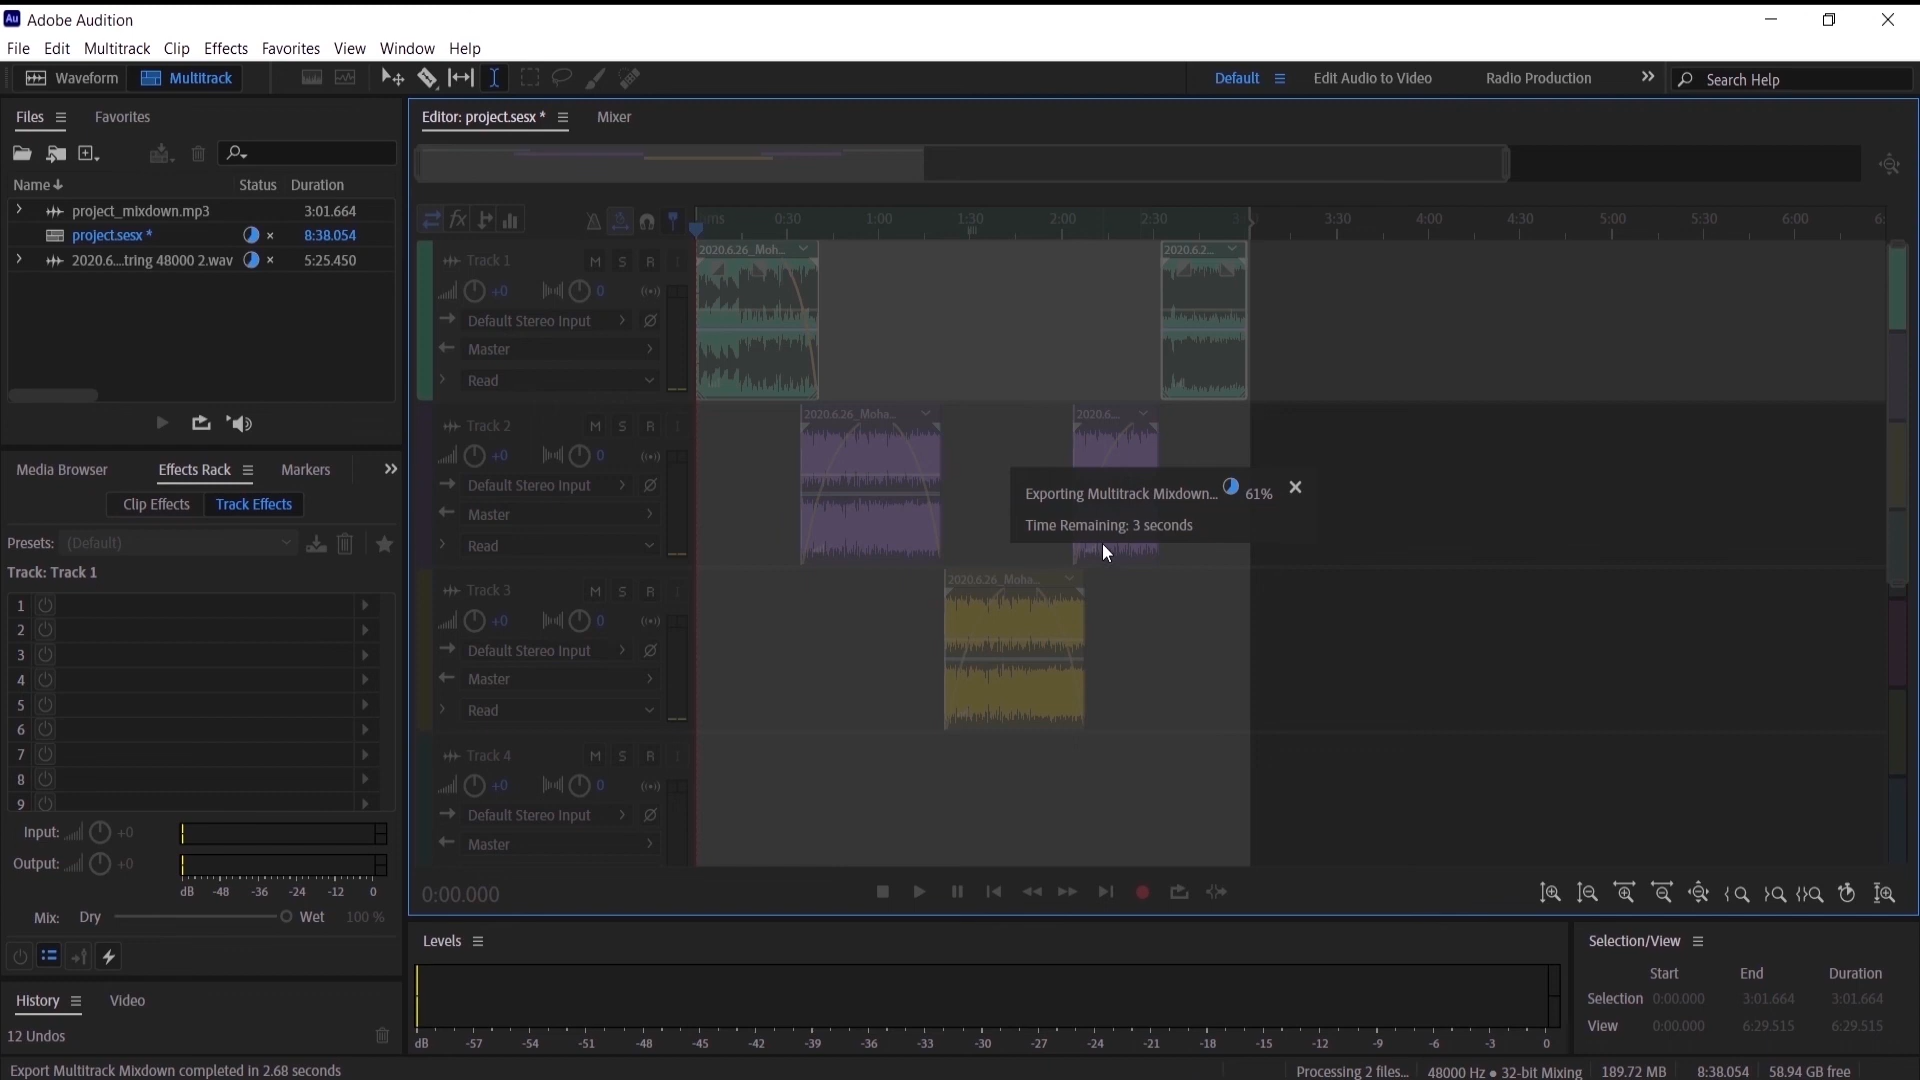 Au Adobe Audition
File Edit Multitrack Clip Effects Favorites View Window Help
Waveform Multitrack Default Edit Audio to Video Radio Production Search Help
Files Favorites
Name Status Duration
project_mixdown.mp3 3:01.664
project.sesx * 8:38.054
2020.6....tring 48000 2.wav 5:25.450
Media Browser Effects Rack Markers
Clip Effects Track Effects
Presets: (Default)
Track: Track 1
1
2
3
4
5
6
7
8
9
Input: +0
Output: +0
dB -48 -36 -24 -12 0
Mix: Dry Wet 100 %
History Video
12 Undos
Editor: project.sesx * Mixer
0:30 1:00 1:30 2:00 2:30 3:30 4:00 4:30 5:00 5:30 6:00
Track 1 M S R I
+0 0
Default Stereo Input
Master
Read
2020.6.26_Moh...
2020.6.2...
Track 2 M S R I
+0 0
Default Stereo Input
Master
Read
2020.6.26_Moha...
2020.6...
Exporting Multitrack Mixdown... 61%
Time Remaining: 3 seconds
Track 3 M S R I
+0 0
Default Stereo Input
Master
Read
2020.6.26_Moha...
Track 4 M S R I
+0 0
Default Stereo Input
Master
0:00.000
Levels
dB -57 -54 -51 -48 -45 -42 -39 -36 -33 -30 -27 -24 -21 -18 -15 -12 -9 -6 -3 0
Selection/View
Start End Duration
Selection 0:00.000 3:01.664 3:01.664
View 0:00.000 6:29.515 6:29.515
Export Multitrack Mixdown completed in 2.68 seconds
Processing 2 files... 48000 Hz ● 32-bit Mixing 189.72 MB 8:38.054 58.94 GB free